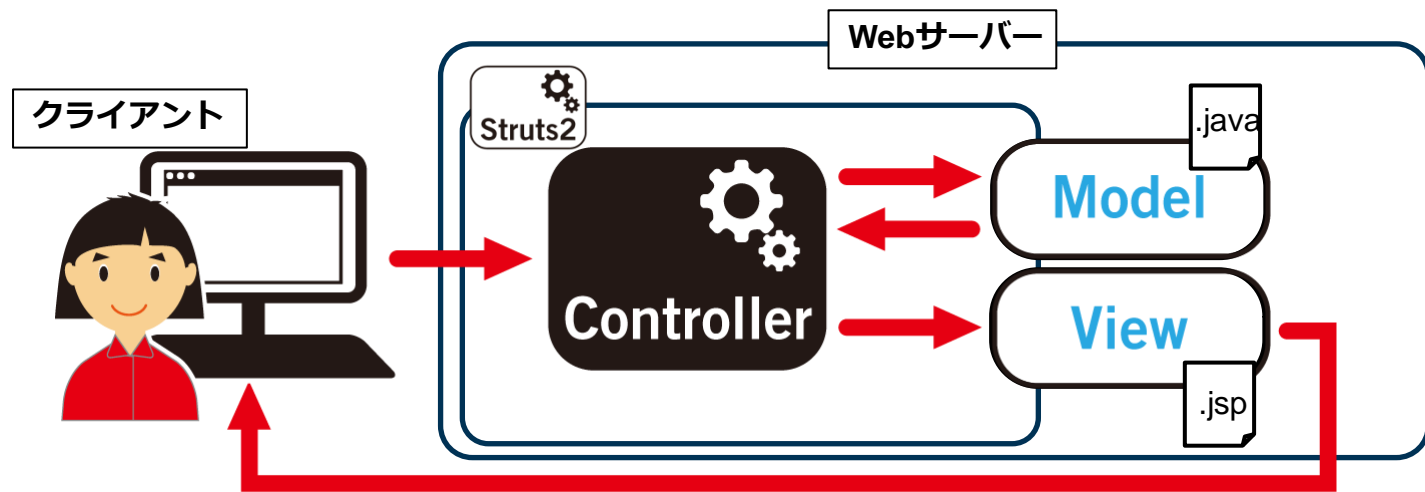 Webサーバー
クライアント
Struts2
.java
Model
Controller
View
.jsp